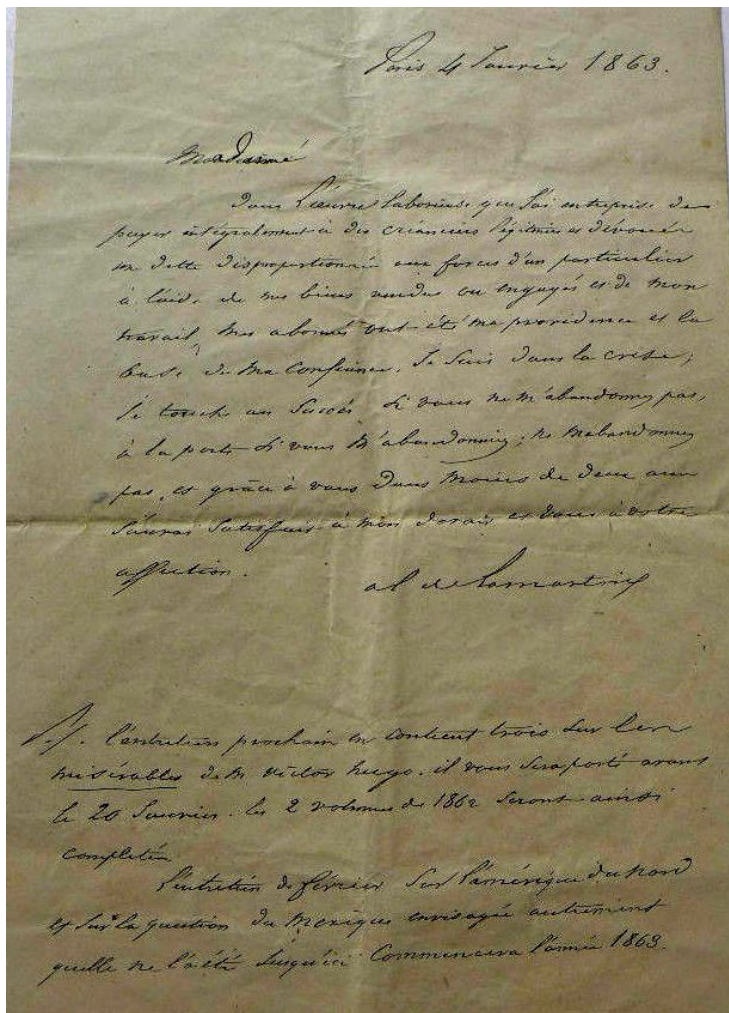 Paris 4 Janvier 1863.
Madame
Dans l'œuvre laborieuse que j'ai entreprise de
payer intégralement à des créanciers légitimes et dévoués
une dette disproportionnée aux forces d'un particulier
à l'aide de mes biens vendus ou engagés et de mon
travail, mes abonnés ont été ma providence et la
base de ma confiance. Je suis dans la crise;
je touche au succès si vous ne m'abandonnez pas,
à la perte si vous m'abandonniez; ne m'abandonnez
pas, et grâce à vous dans moins de deux ans
j'aurai satisfait à mon devoir et vous à votre
affection.
al de Lamartine
P.S. l'entretien prochain en contient trois sur les
misérables de M. Victor hugo. il vous sera porté avant
le 20 Janvier. les 2 volumes de 1862 seront ainsi
complétés
l'entretien de février sur l'amérique du nord
et sur la question du Mexique envisagée autrement
quelle ne l'a été jusqu'ici commencera l'année 1863.